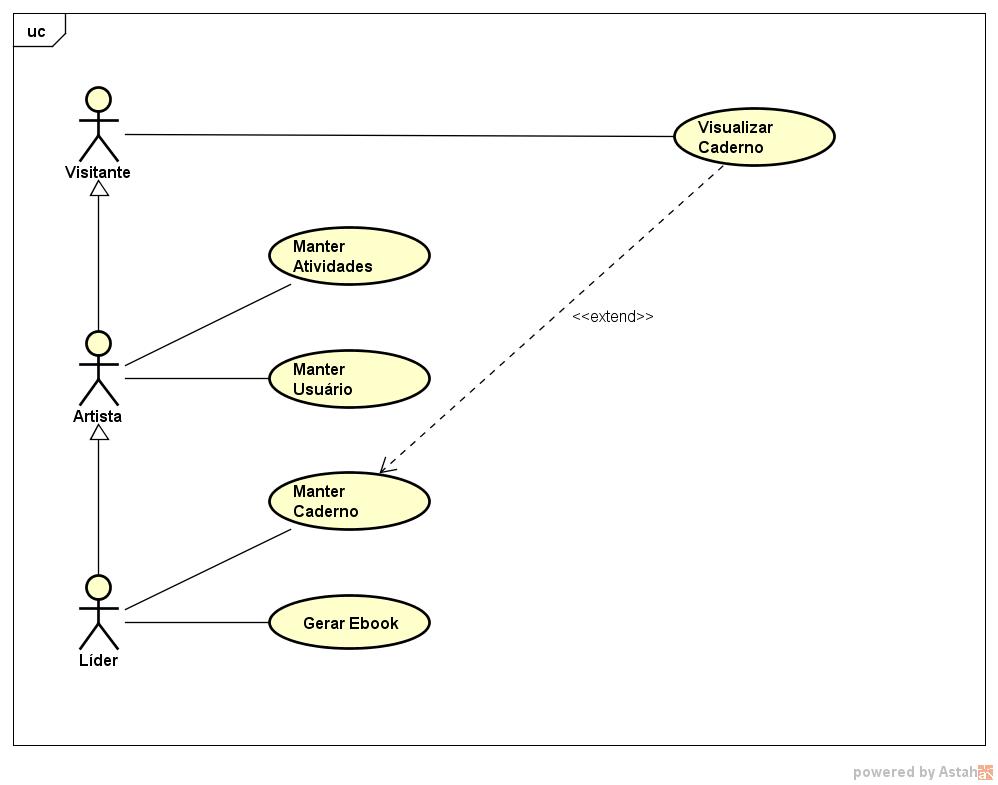 uc
Visitante
Visualizar
Caderno
Manter
Atividades
<<extend>>
Artista
Manter
Usuário
Manter
Caderno
Líder
Gerar Ebook
powered by Astah